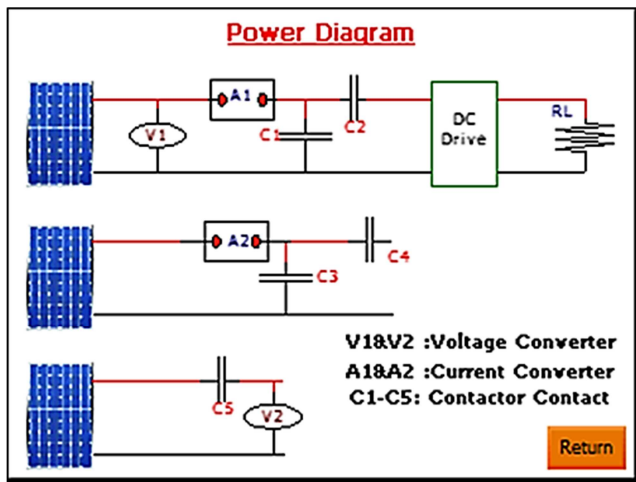 Power Diagram
A1
V1
C1
C2
DC
Drive
RL
A2
C3
C4
V1&V2 :Voltage Converter
A1&A2 :Current Converter
C1-C5: Contactor Contact
C5
V2
Return